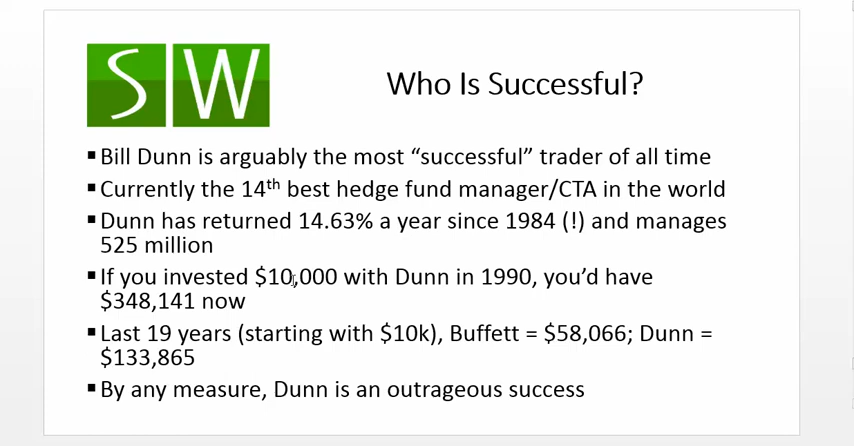 SW
Who Is Successful?
▪Bill Dunn is arguably the most “successful” trader of all time
▪Currently the 14th best hedge fund manager/CTA in the world
▪Dunn has returned 14.63% a year since 1984 (!) and manages
525 million
▪If you invested $10,000 with Dunn in 1990, you’d have
$348,141 now
▪Last 19 years (starting with $10k), Buffett = $58,066; Dunn =
$133,865
▪By any measure, Dunn is an outrageous success